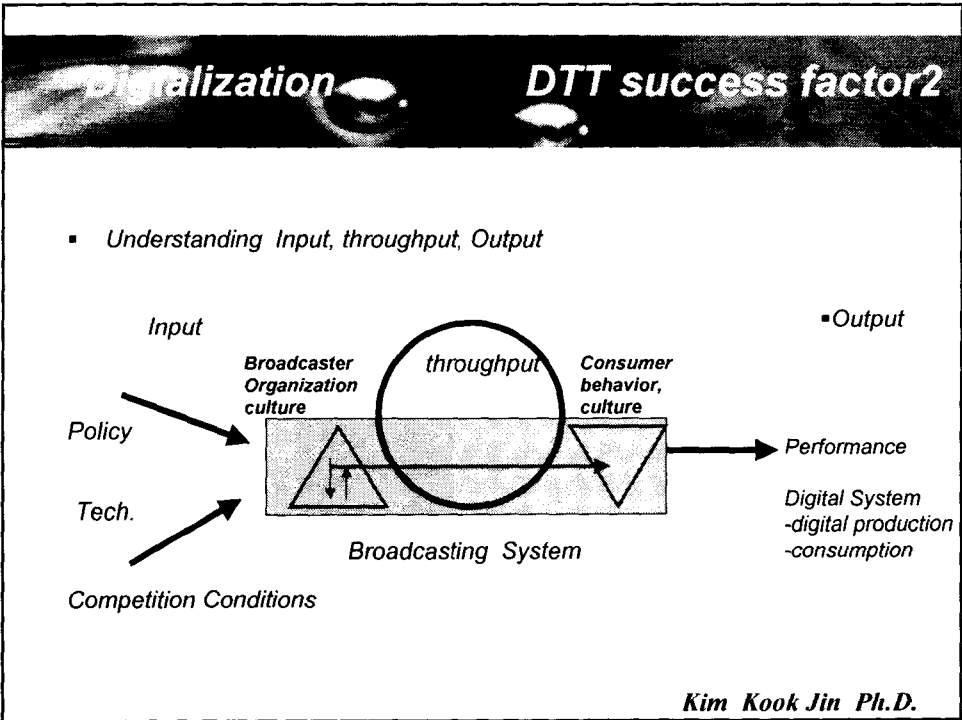 Digitalization DTT success factor2
▪ Understanding Input, throughput, Output
Input
▪Output
Broadcaster
Organization
culture
throughput
Consumer
behavior,
culture
Policy
Performance
Tech.
Digital System
-digital production
-consumption
Broadcasting System
Competition Conditions
Kim Kook Jin Ph.D.